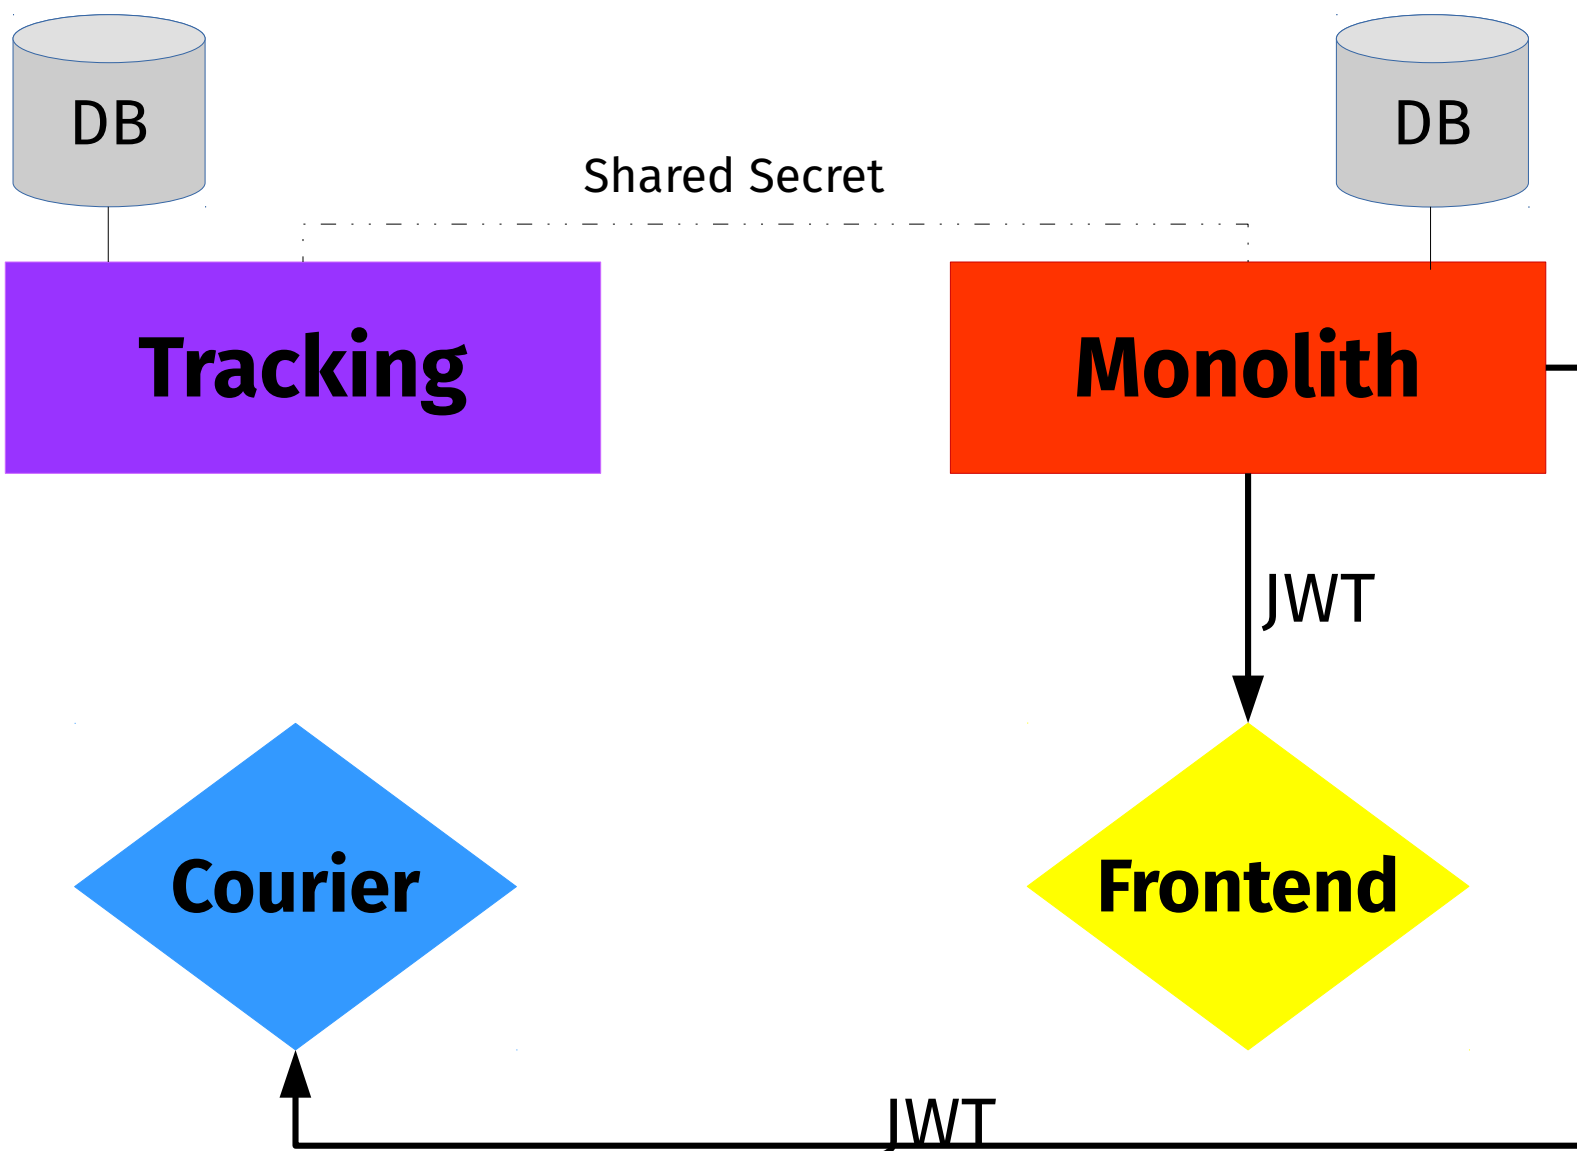 DB
DB
Shared Secret
Tracking
Monolith
JWT
Courier
Frontend
JWT